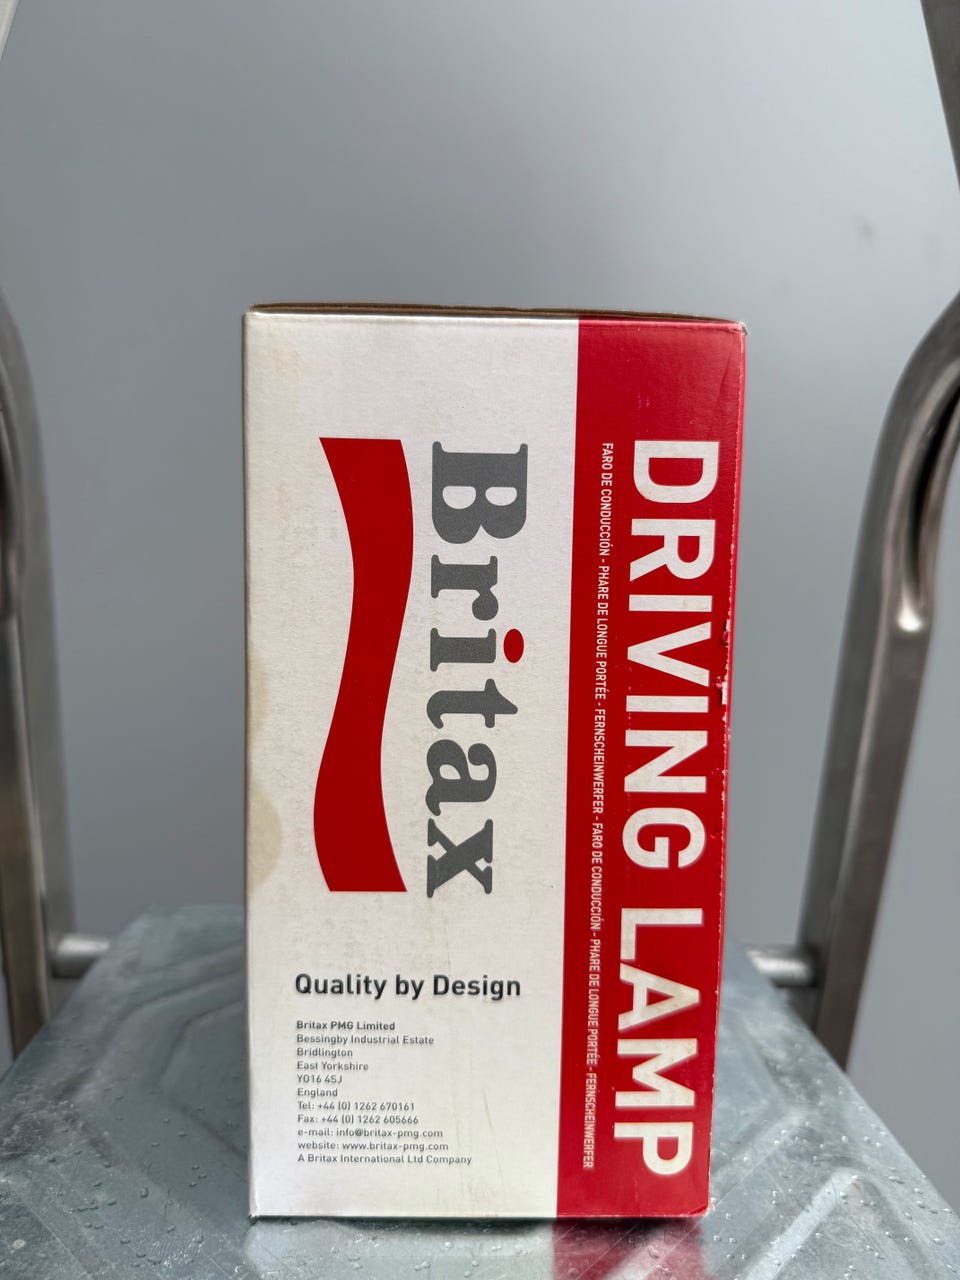 DRIVING LAMP
FARO DE CONDUCCIÓN - PHARE DE LONGUE PORTÉE - FERNSCHEINWERFER - FARO DE CONDUCCIÓN - PHARE DE LONGUE PORTÉE - FERNSCHEINWERFER
Britax
Quality by Design
Britax PMG Limited
Bessingby Industrial Estate
Bridlington
East Yorkshire
YO16 4SJ
England
Tel: +44 (0) 1262 670161
Fax: +44 (0) 1262 605666
e-mail: info@britax-pmg.com
website: www.britax-pmg.com
A Britax International Ltd Company